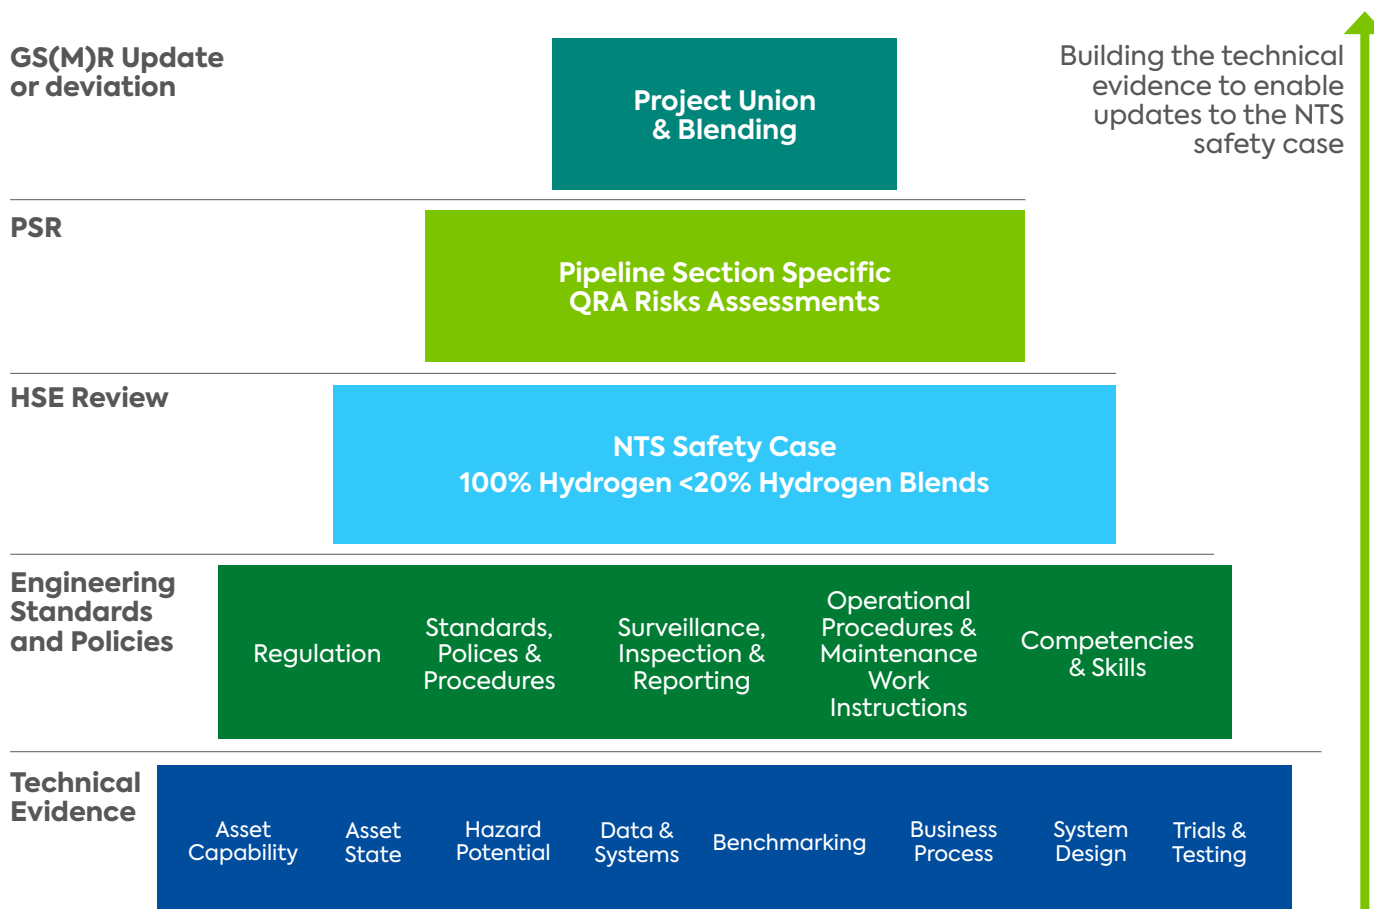 GS(M)R Update
or deviation
Project Union
& Blending
Building the technical
evidence to enable
updates to the NTS
safety case
PSR
Pipeline Section Specific
QRA Risks Assessments
HSE Review
NTS Safety Case
100% Hydrogen <20% Hydrogen Blends
Engineering
Standards
and Policies
Regulation
Standards,
Polices &
Procedures
Surveillance,
Inspection &
Reporting
Operational
Procedures &
Maintenance
Work
Instructions
Competencies
& Skills
Technical
Evidence
Asset
Capability
Asset
State
Hazard
Potential
Data &
Systems
Benchmarking
Business
Process
System
Design
Trials &
Testing